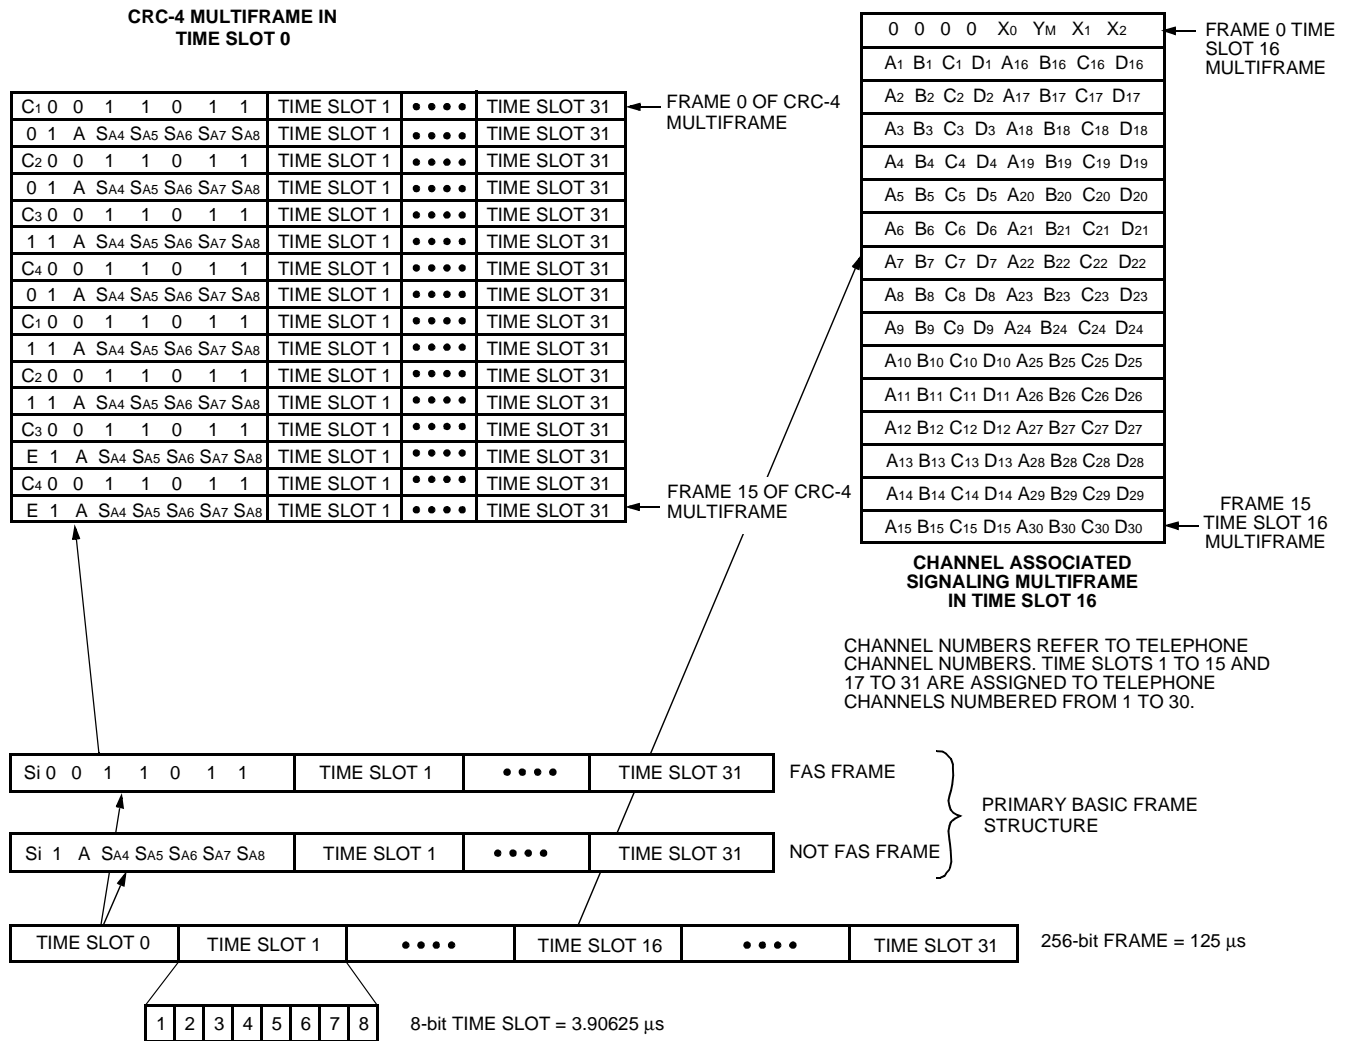 CRC-4 MULTIFRAME IN
TIME SLOT 0
C1 0 0 1 1 0 1 1 TIME SLOT 1 •••• TIME SLOT 31
0 1 A SA4 SA5 SA6 SA7 SA8 TIME SLOT 1 •••• TIME SLOT 31
C2 0 0 1 1 0 1 1 TIME SLOT 1 •••• TIME SLOT 31
0 1 A SA4 SA5 SA6 SA7 SA8 TIME SLOT 1 •••• TIME SLOT 31
C3 0 0 1 1 0 1 1 TIME SLOT 1 •••• TIME SLOT 31
1 1 A SA4 SA5 SA6 SA7 SA8 TIME SLOT 1 •••• TIME SLOT 31
C4 0 0 1 1 0 1 1 TIME SLOT 1 •••• TIME SLOT 31
0 1 A SA4 SA5 SA6 SA7 SA8 TIME SLOT 1 •••• TIME SLOT 31
C1 0 0 1 1 0 1 1 TIME SLOT 1 •••• TIME SLOT 31
1 1 A SA4 SA5 SA6 SA7 SA8 TIME SLOT 1 •••• TIME SLOT 31
C2 0 0 1 1 0 1 1 TIME SLOT 1 •••• TIME SLOT 31
1 1 A SA4 SA5 SA6 SA7 SA8 TIME SLOT 1 •••• TIME SLOT 31
C3 0 0 1 1 0 1 1 TIME SLOT 1 •••• TIME SLOT 31
E 1 A SA4 SA5 SA6 SA7 SA8 TIME SLOT 1 •••• TIME SLOT 31
C4 0 0 1 1 0 1 1 TIME SLOT 1 •••• TIME SLOT 31
E 1 A SA4 SA5 SA6 SA7 SA8 TIME SLOT 1 •••• TIME SLOT 31
FRAME 0 OF CRC-4
MULTIFRAME
FRAME 15 OF CRC-4
MULTIFRAME
0 0 0 0 X0 YM X1 X2
A1 B1 C1 D1 A16 B16 C16 D16
A2 B2 C2 D2 A17 B17 C17 D17
A3 B3 C3 D3 A18 B18 C18 D18
A4 B4 C4 D4 A19 B19 C19 D19
A5 B5 C5 D5 A20 B20 C20 D20
A6 B6 C6 D6 A21 B21 C21 D21
A7 B7 C7 D7 A22 B22 C22 D22
A8 B8 C8 D8 A23 B23 C23 D23
A9 B9 C9 D9 A24 B24 C24 D24
A10 B10 C10 D10 A25 B25 C25 D25
A11 B11 C11 D11 A26 B26 C26 D26
A12 B12 C12 D12 A27 B27 C27 D27
A13 B13 C13 D13 A28 B28 C28 D28
A14 B14 C14 D14 A29 B29 C29 D29
A15 B15 C15 D15 A30 B30 C30 D30
FRAME 0 TIME
SLOT 16
MULTIFRAME
FRAME 15
TIME SLOT 16
MULTIFRAME
CHANNEL ASSOCIATED
SIGNALING MULTIFRAME
IN TIME SLOT 16
CHANNEL NUMBERS REFER TO TELEPHONE
CHANNEL NUMBERS. TIME SLOTS 1 TO 15 AND
17 TO 31 ARE ASSIGNED TO TELEPHONE
CHANNELS NUMBERED FROM 1 TO 30.
Si 0 0 1 1 0 1 1 TIME SLOT 1 •••• TIME SLOT 31 FAS FRAME
Si 1 A SA4 SA5 SA6 SA7 SA8 TIME SLOT 1 •••• TIME SLOT 31 NOT FAS FRAME
PRIMARY BASIC FRAME
STRUCTURE
TIME SLOT 0 TIME SLOT 1 •••• TIME SLOT 16 •••• TIME SLOT 31 256-bit FRAME = 125 μs
1 2 3 4 5 6 7 8 8-bit TIME SLOT = 3.90625 μs